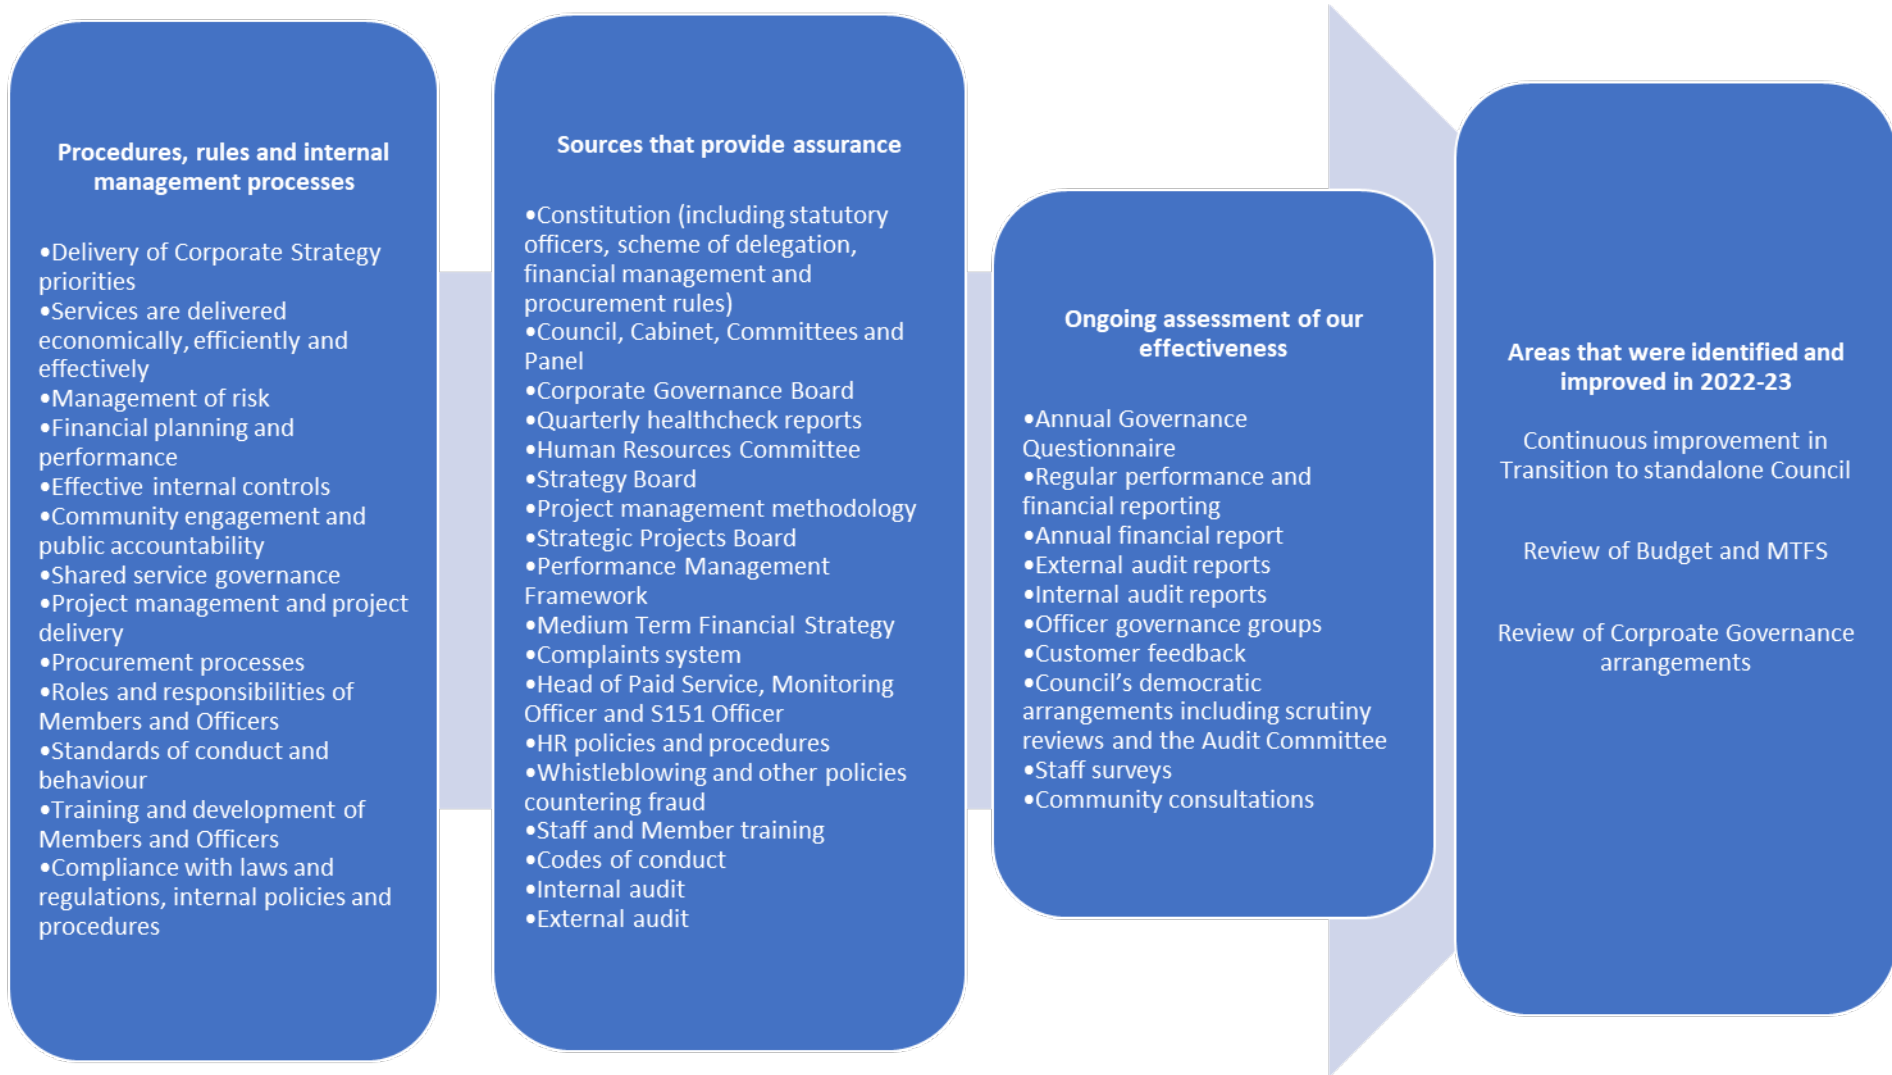 Procedures, rules and internal
management processes
•Delivery of Corporate Strategy
priorities
•Services are delivered
economically, efficiently and
effectively
•Management of risk
•Financial planning and
performance
•Effective internal controls
•Community engagement and
public accountability
•Shared service governance
•Project management and project
delivery
•Procurement processes
•Roles and responsibilities of
Members and Officers
•Standards of conduct and
behaviour
•Training and development of
Members and Officers
•Compliance with laws and
regulations, internal policies and
procedures
Sources that provide assurance
•Constitution (including statutory
officers, scheme of delegation,
financial management and
procurement rules)
•Council, Cabinet, Committees and
Panel
•Corporate Governance Board
•Quarterly healthcheck reports
•Human Resources Committee
•Strategy Board
•Project management methodology
•Strategic Projects Board
•Performance Management
Framework
•Medium Term Financial Strategy
•Complaints system
•Head of Paid Service, Monitoring
Officer and S151 Officer
•HR policies and procedures
•Whistleblowing and other policies
countering fraud
•Staff and Member training
•Codes of conduct
•Internal audit
•External audit
Ongoing assessment of our
effectiveness
•Annual Governance
Questionnaire
•Regular performance and
financial reporting
•Annual financial report
•External audit reports
•Internal audit reports
•Officer governance groups
•Customer feedback
•Council’s democratic
arrangements including scrutiny
reviews and the Audit Committee
•Staff surveys
•Community consultations
Areas that were identified and
improved in 2022-23
Continuous improvement in
Transition to standalone Council
Review of Budget and MTFS
Review of Corproate Governance
arrangements